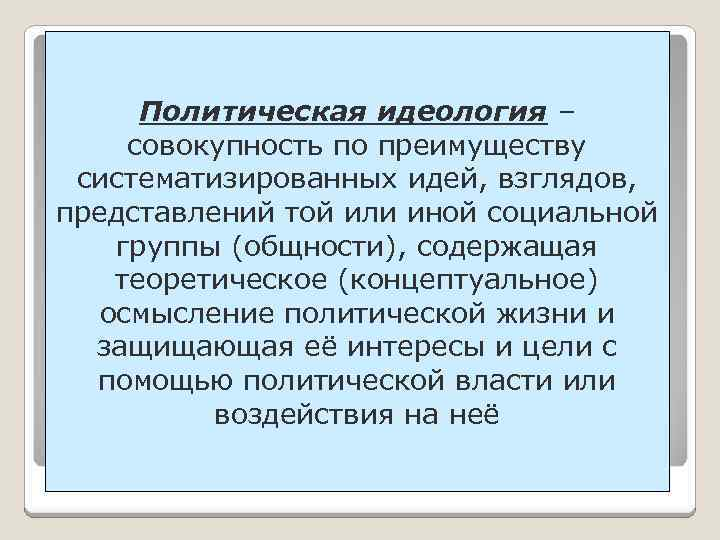 Политическая идеология –
совокупность по преимуществу
систематизированных идей, взглядов,
представлений той или иной социальной
группы (общности), содержащая
теоретическое (концептуальное)
осмысление политической жизни и
защищающая её интересы и цели с
помощью политической власти или
воздействия на неё